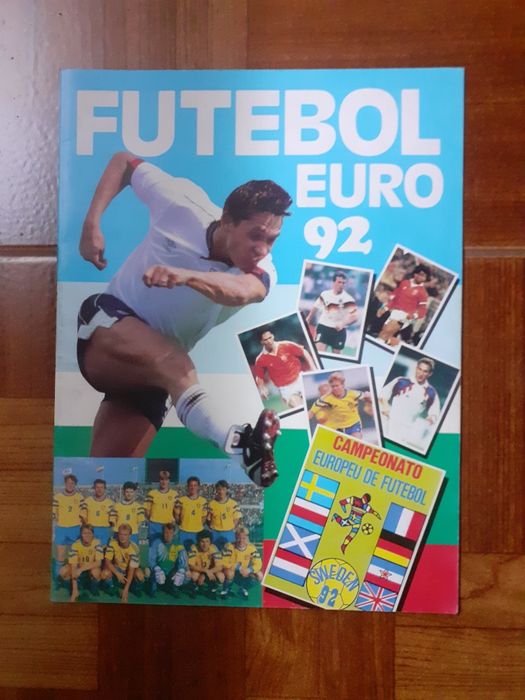 FUTEBOL
EURO
92
CAMPEONATO
EUROPEU DE FUTEBOL
SWEDEN
92